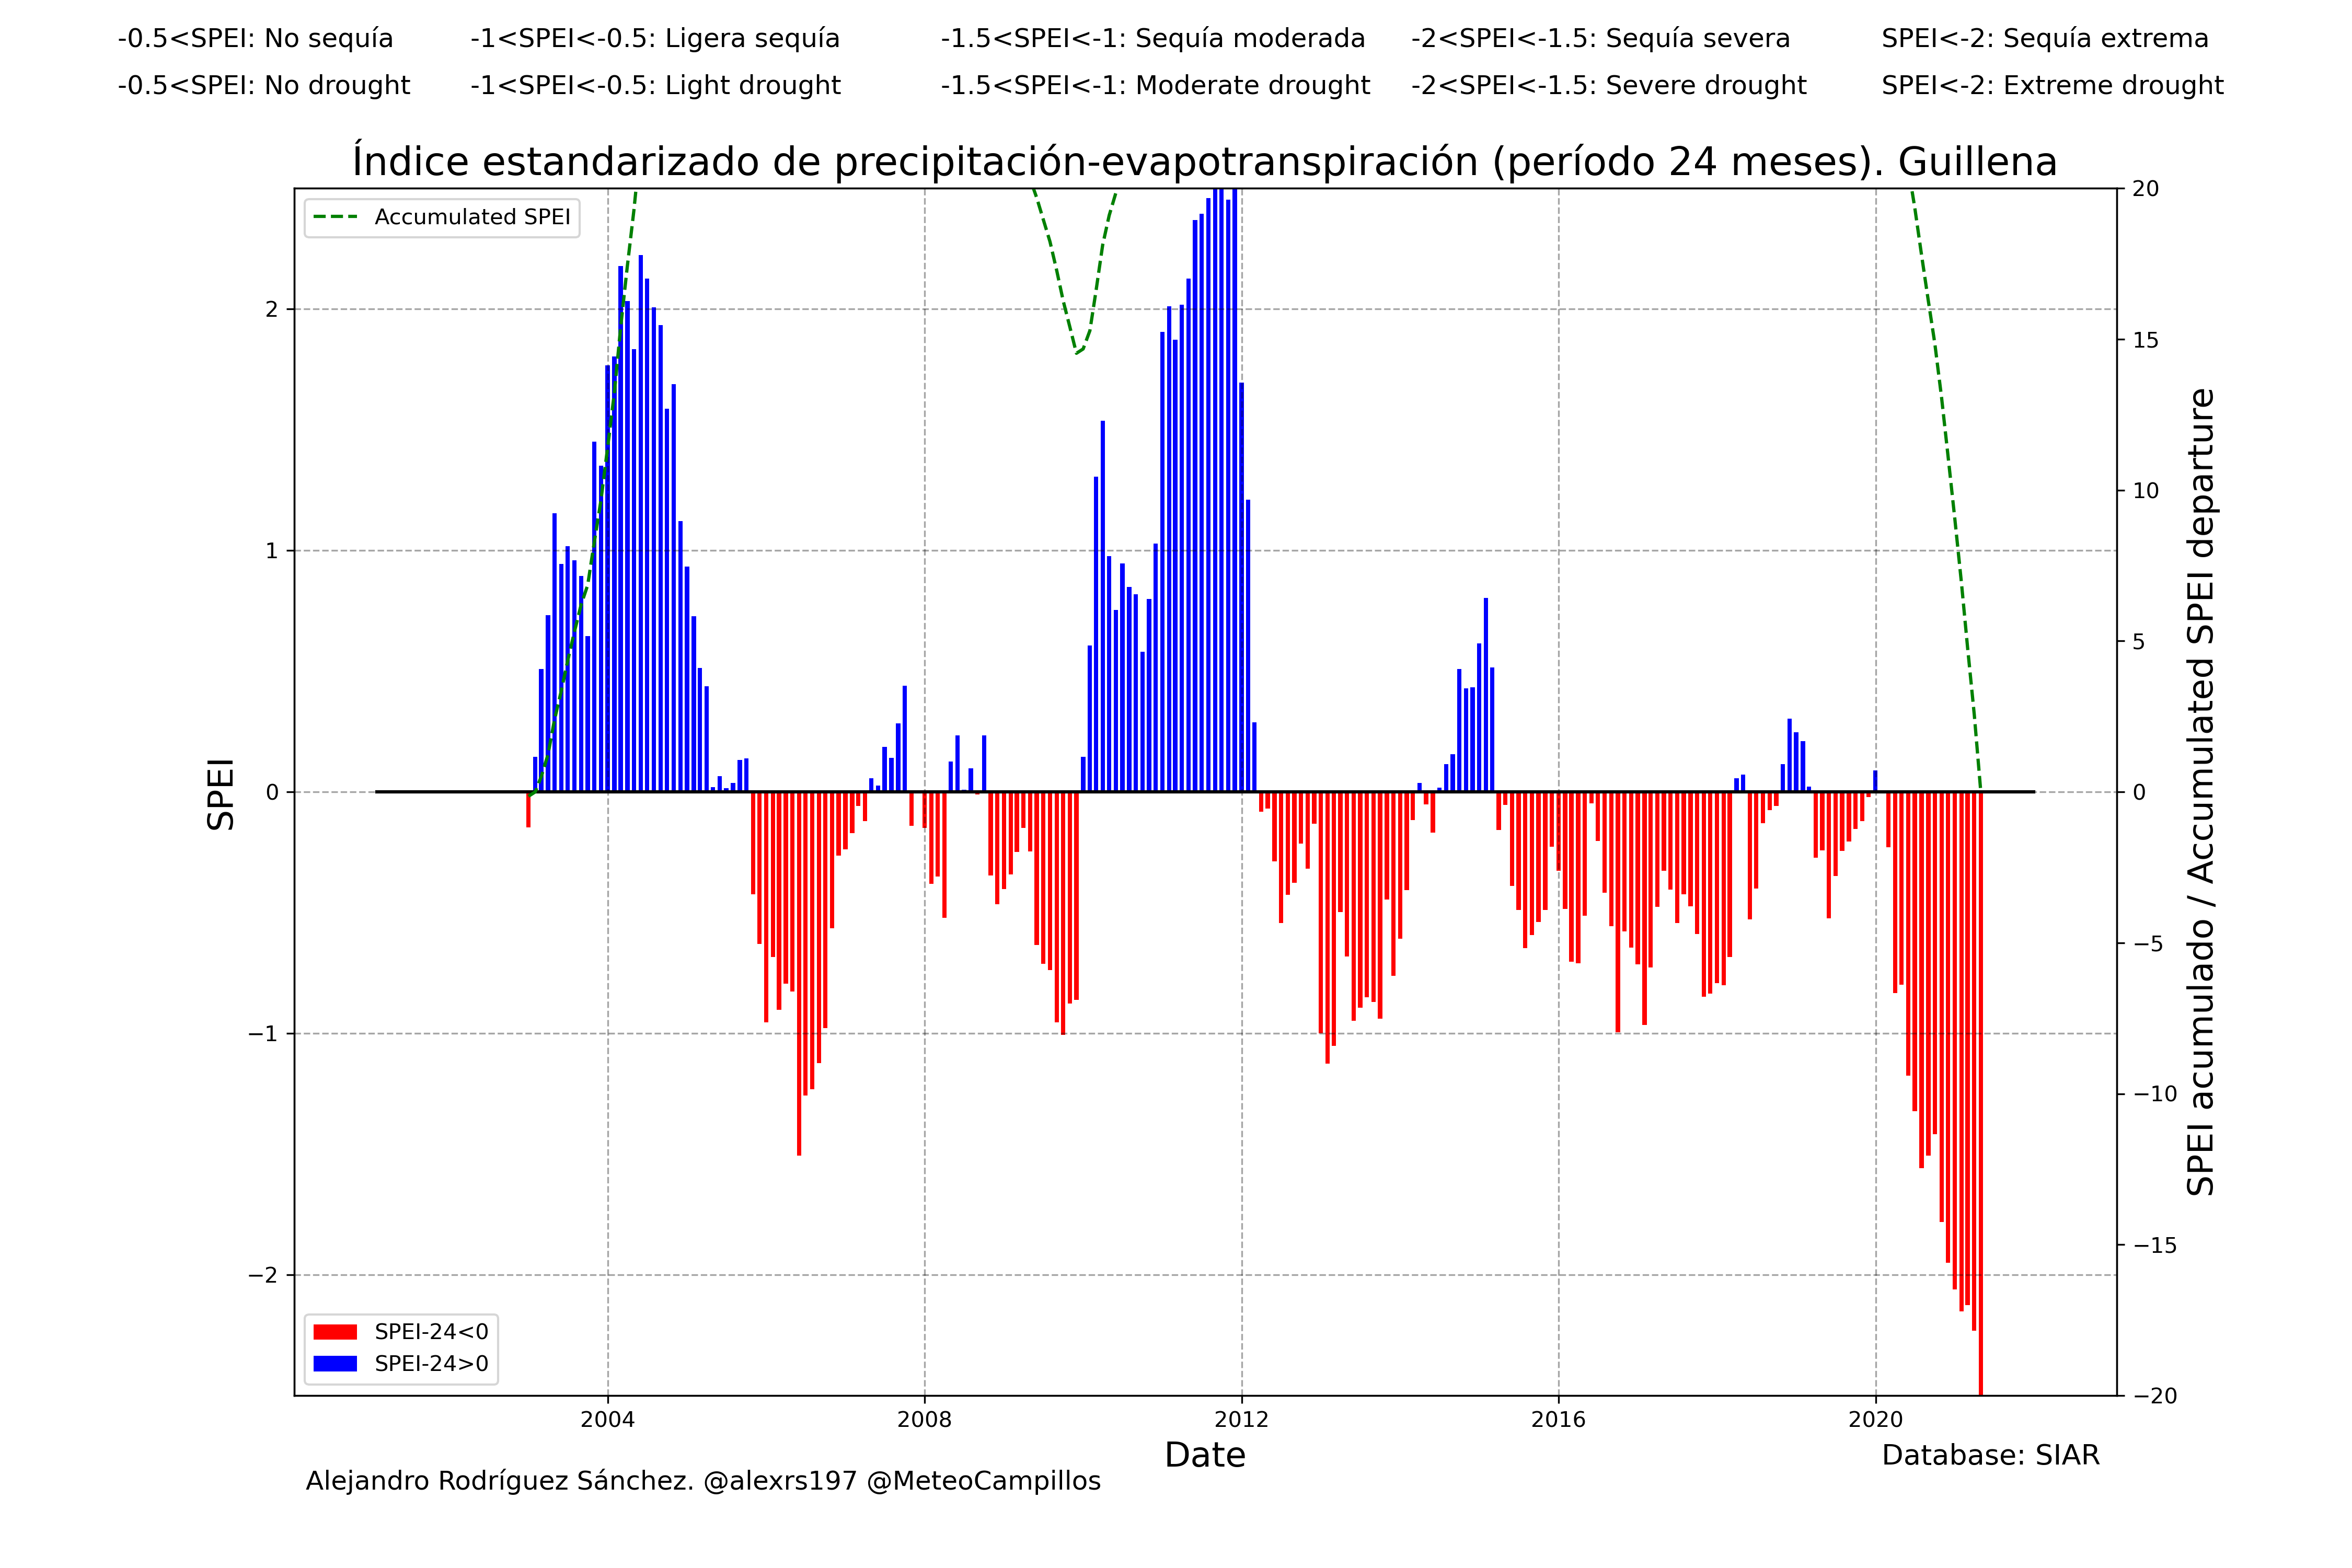 -0.5<SPEI: No sequía -1<SPEI<-0.5: Ligera sequía -1.5<SPEI<-1: Sequía moderada -2<SPEI<-1.5: Sequía severa SPEI<-2: Sequía extrema
-0.5<SPEI: No drought -1<SPEI<-0.5: Light drought -1.5<SPEI<-1: Moderate drought -2<SPEI<-1.5: Severe drought SPEI<-2: Extreme drought
Índice estandarizado de precipitación-evapotranspiración (período 24 meses). Guillena
Accumulated SPEI
SPEI
2
1
0
−1
−2
20
15
10
5
0
−5
−10
−15
−20
SPEI acumulado / Accumulated SPEI departure
SPEI-24<0
SPEI-24>0
2004 2008 2012 2016 2020
Date
Database: SIAR
Alejandro Rodríguez Sánchez. @alexrs197 @MeteoCampillos